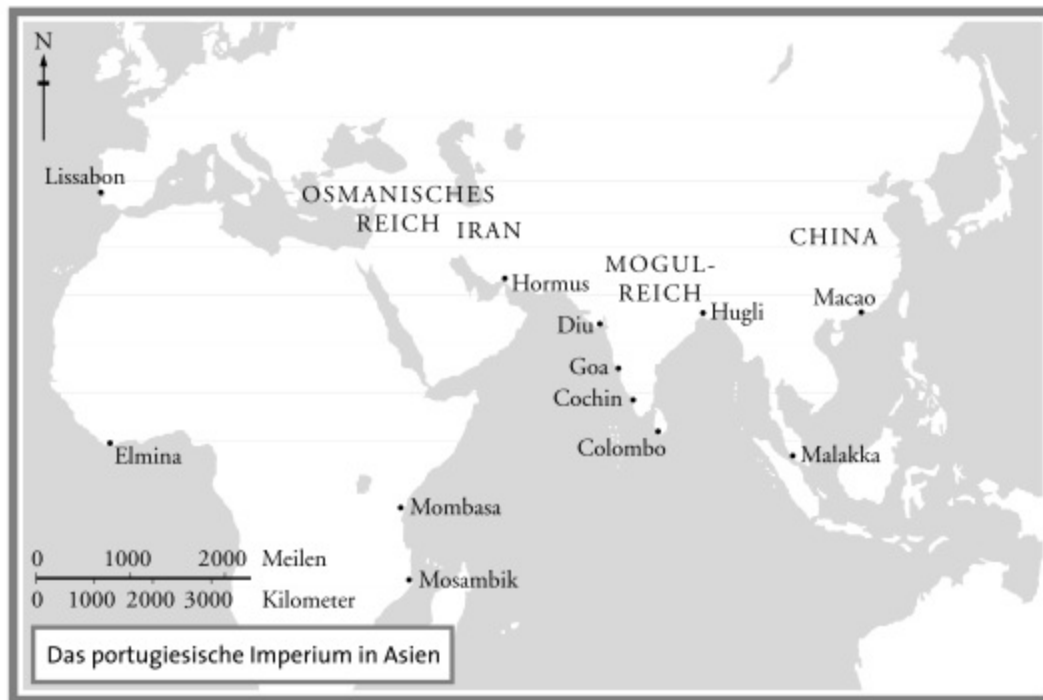 N
Lissabon
OSMANISCHES
REICH
IRAN
CHINA
MOGUL-
REICH
Hormus
Macao
Hugli
Diu
Goa
Cochin
Colombo
Elmina
Malakka
Mombasa
0 1000 2000 Meilen
Mosambik
0 1000 2000 3000 Kilometer
Das portugiesische Imperium in Asien